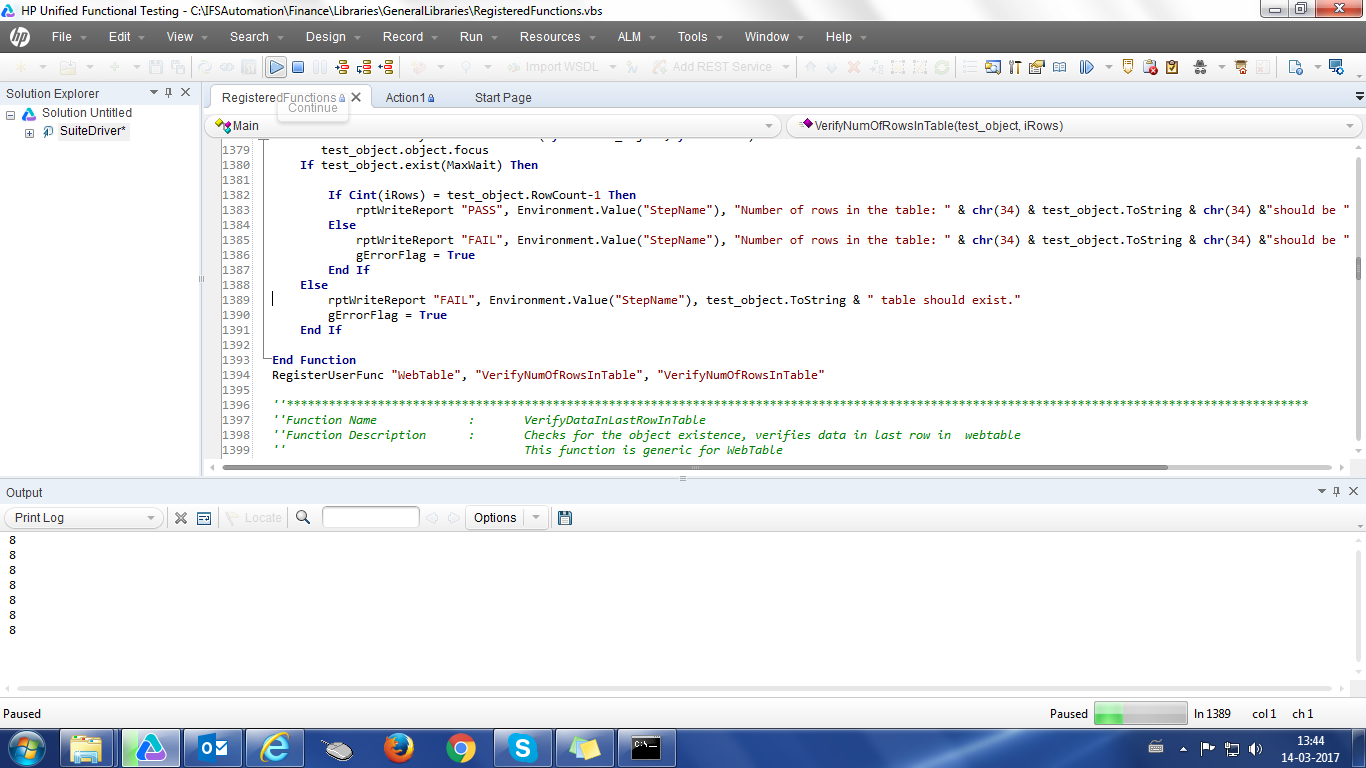 HP Unified Functional Testing - C:\IFSAutomation\Finance\Libraries\GeneralLibraries\RegisteredFunctions.vbs
hp File Edit View Search Design Record Run Resources ALM Tools Window Help
Import WSDL Add REST Service
Solution Explorer
Solution Untitled
SuiteDriver*
RegisteredFunctions Action1 Start Page
Continue
Main VerifyNumOfRowsInTable(test_object, iRows)
1379 test_object.object.focus
1380 If test_object.exist(MaxWait) Then
1381
1382 If Cint(iRows) = test_object.RowCount-1 Then
1383 rptWriteReport "PASS", Environment.Value("StepName"), "Number of rows in the table: " & chr(34) & test_object.ToString & chr(34) &"should be "
1384 Else
1385 rptWriteReport "FAIL", Environment.Value("StepName"), "Number of rows in the table: " & chr(34) & test_object.ToString & chr(34) &"should be "
1386 gErrorFlag = True
1387 End If
1388 Else
1389 rptWriteReport "FAIL", Environment.Value("StepName"), test_object.ToString & " table should exist."
1390 gErrorFlag = True
1391 End If
1392
1393 End Function
1394 RegisterUserFunc "WebTable", "VerifyNumOfRowsInTable", "VerifyNumOfRowsInTable"
1395
1396 ''**************************************************************************************************************************************************
1397 ''Function Name : VerifyDataInLastRowInTable
1398 ''Function Description : Checks for the object existence, verifies data in last row in webtable
1399 '' This function is generic for WebTable
Output
Print Log Locate Options
8
8
8
8
8
8
8
Paused Paused ln 1389 col 1 ch 1
13:44
14-03-2017